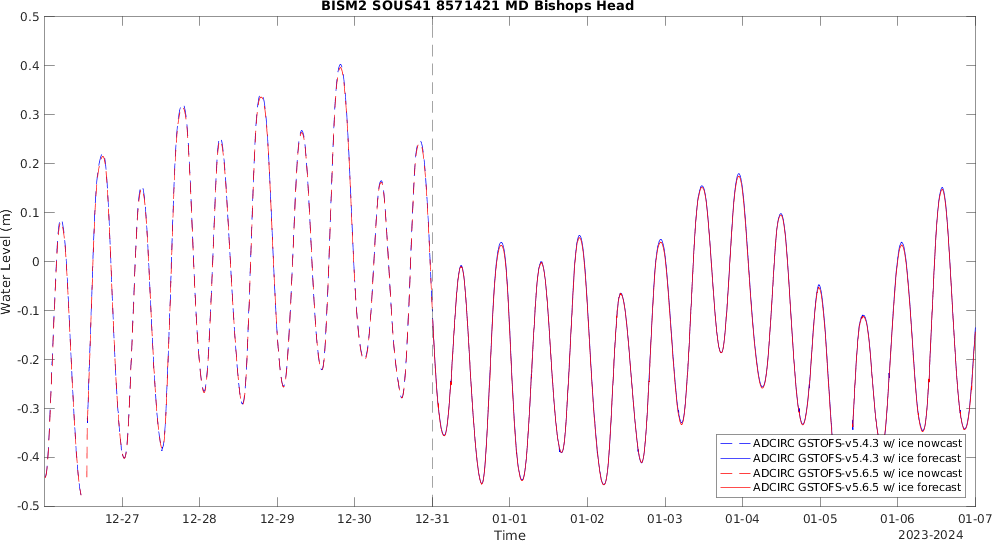 BISM2 SOUS41 8571421 MD Bishops Head
0.5
0.4
0.3
0.2
0.1
0
-0.1
-0.2
-0.3
-0.4
-0.5
Water Level (m)
ADCIRC GSTOFS-v5.4.3 w/ ice nowcast
ADCIRC GSTOFS-v5.4.3 w/ ice forecast
ADCIRC GSTOFS-v5.6.5 w/ ice nowcast
ADCIRC GSTOFS-v5.6.5 w/ ice forecast
12-27 12-28 12-29 12-30 12-31 01-01 01-02 01-03 01-04 01-05 01-06 01-07
Time
2023-2024